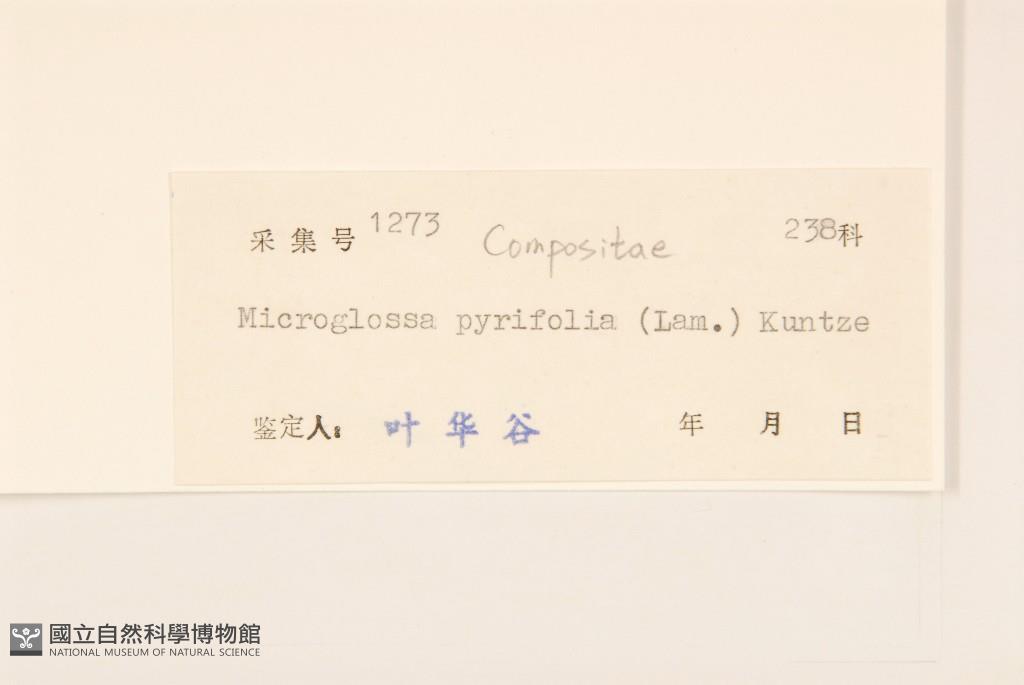 采集号 1273 Compositae 238科
Microglossa pyrifolia (Lam.) Kuntze
鉴定人: 叶华谷 年 月 日
國立自然科學博物館
NATIONAL MUSEUM OF NATURAL SCIENCE